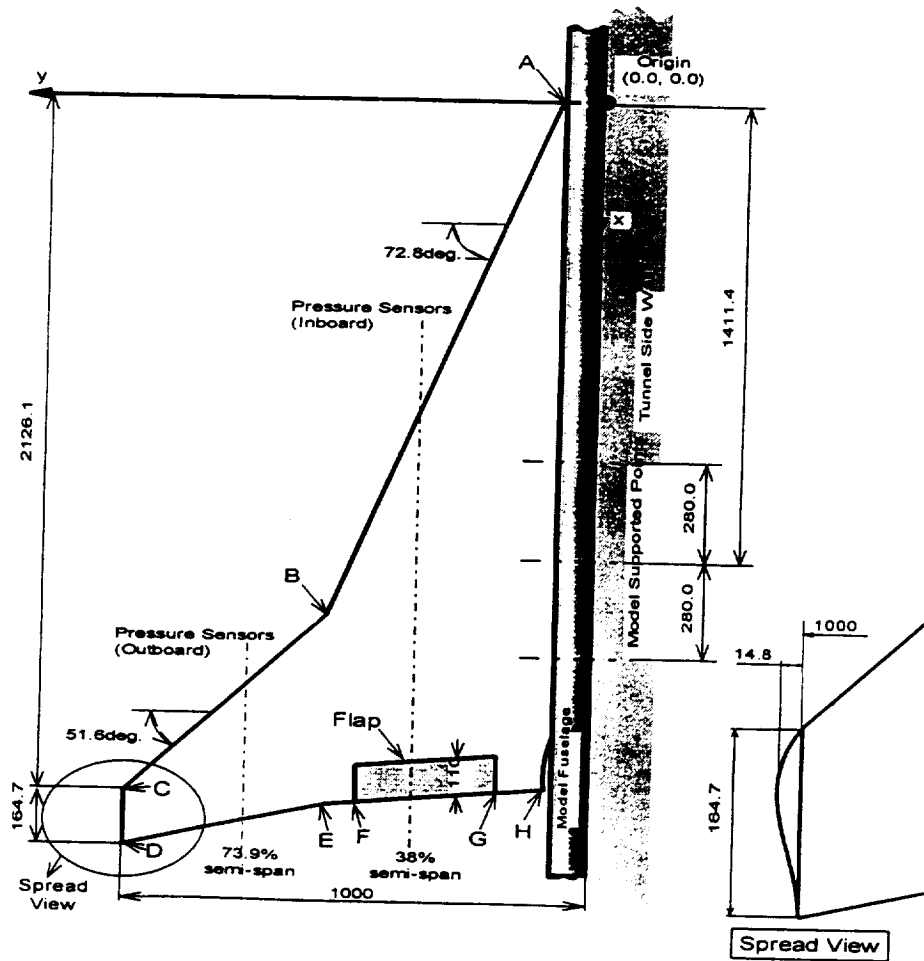 A
Origin
(0.0, 0.0)
y
x
72.8deg.
Pressure Sensors
(Inboard)
Tunnel Side W
1411.4
2126.1
280.0
Model Supported Po
B
280.0
Pressure Sensors
(Outboard)
1000
14.8
51.6deg.
Flap
Model Fuselage
110
C
164.7
164.7
D
E
F
G
H
73.9%
semi-span
38%
semi-span
Spread
View
1000
Spread View